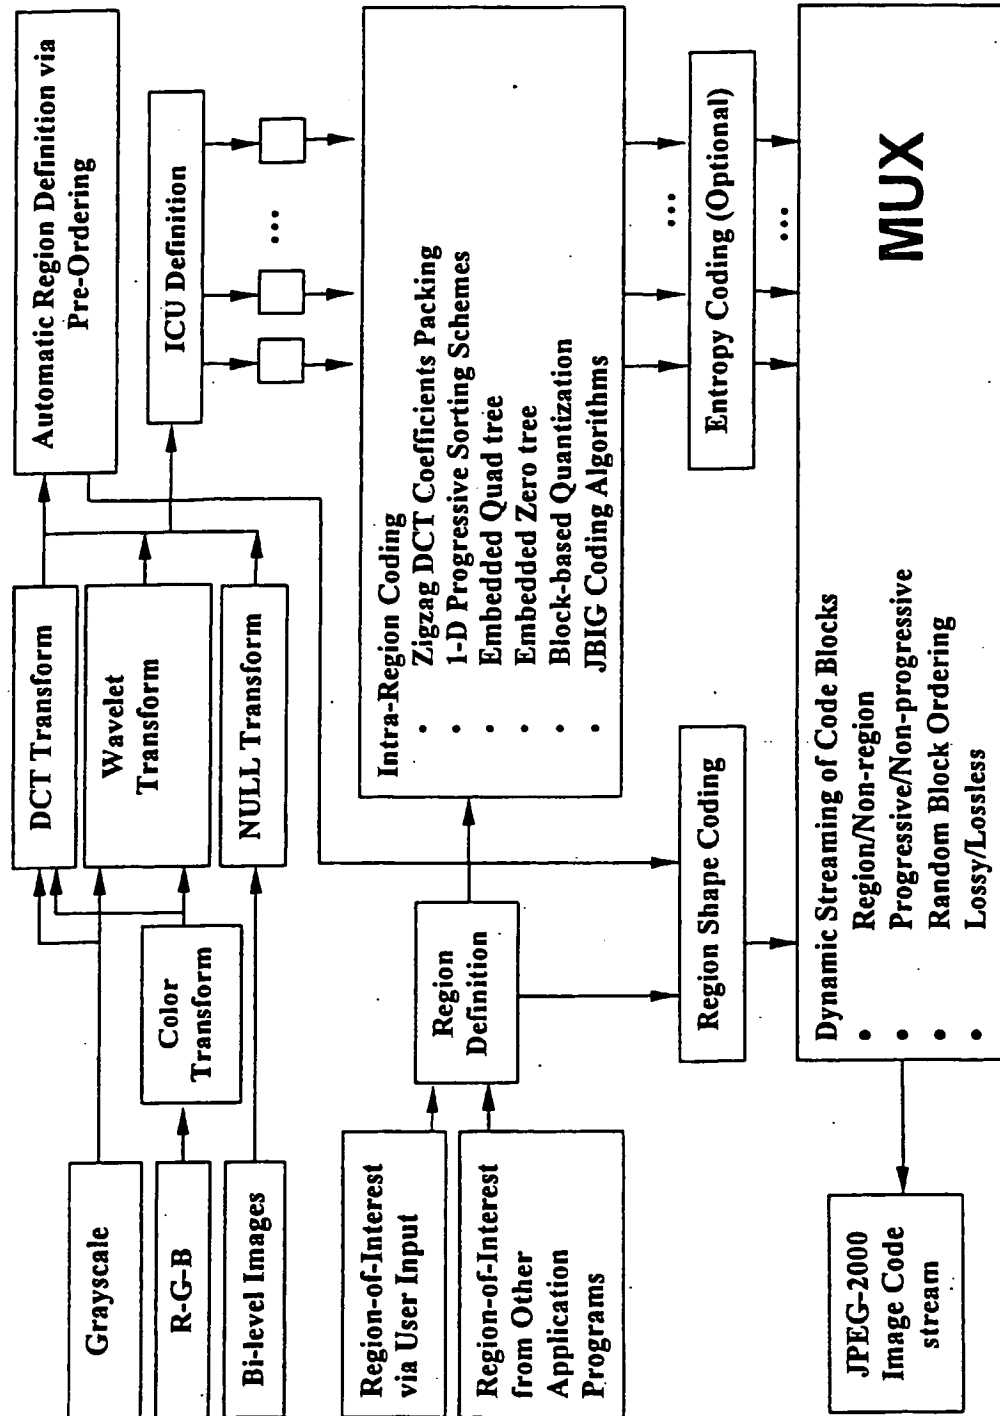 Grayscale
R-G-B
Bi-level Images
Color
Transform
DCT Transform
Wavelet
Transform
NULL Transform
Automatic Region Definition via
Pre-Ordering
ICU Definition
...
Region-of-Interest
via User Input
Region-of-Interest
from Other
Application
Programs
Region
Definition
Intra-Region Coding
• Zigzag DCT Coefficients Packing
• 1-D Progressive Sorting Schemes
• Embedded Quad tree
• Embedded Zero tree
• Block-based Quantization
• JBIG Coding Algorithms
...
Region Shape Coding
Entropy Coding (Optional)
...
Dynamic Streaming of Code Blocks
• Region/Non-region
• Progressive/Non-progressive
• Random Block Ordering
• Lossy/Lossless
MUX
JPEG-2000
Image Code
stream